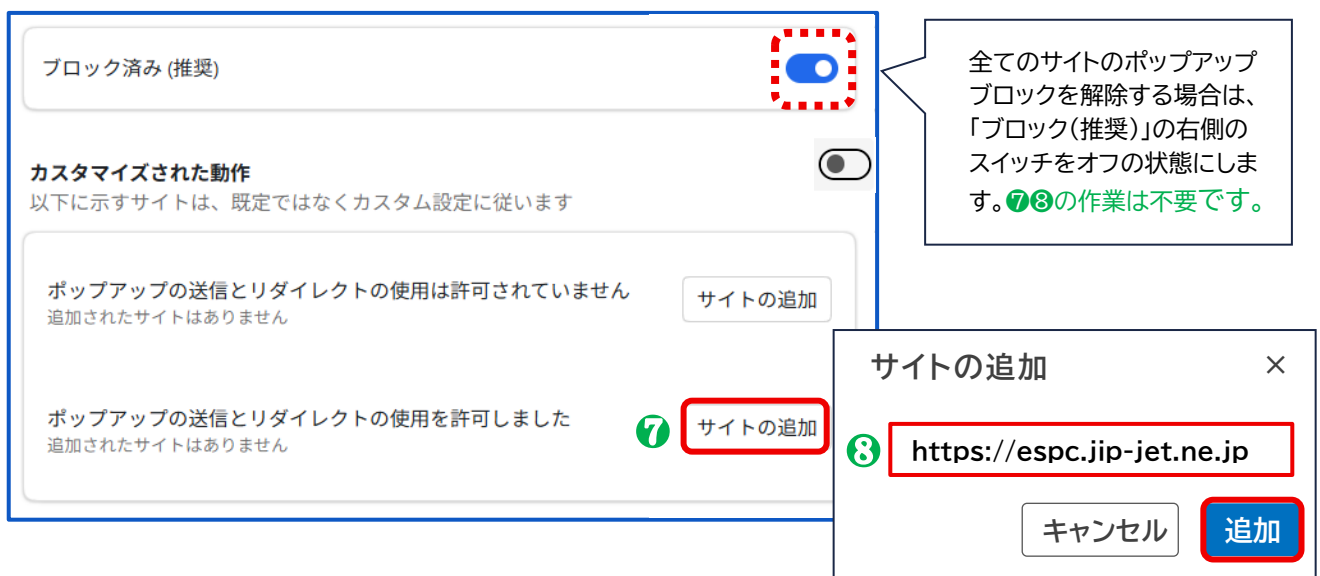 ブロック済み (推奨)
全てのサイトのポップアップ
ブロックを解除する場合は、
「ブロック(推奨)」の右側の
スイッチをオフの状態にしま
す。❼❽の作業は不要です。
カスタマイズされた動作
以下に示すサイトは、既定ではなくカスタム設定に従います
ポップアップの送信とリダイレクトの使用は許可されていません
追加されたサイトはありません
サイトの追加
ポップアップの送信とリダイレクトの使用を許可しました
追加されたサイトはありません
❼
サイトの追加
サイトの追加
×
❽
https://espc.jip-jet.ne.jp
キャンセル
追加